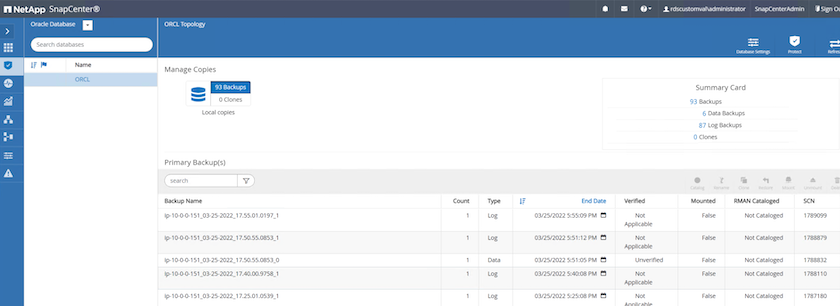 NetApp SnapCenter®
rdscustomvalvadministrator SnapCenterAdmin Sign Ou
Oracle Database
ORCL Topology
Search databases
Database Settings Protect Refres
Name
ORCL
Manage Copies
93 Backups
0 Clones
Local copies
Summary Card
93 Backups
6 Data Backups
87 Log Backups
0 Clones
Primary Backup(s)
search
Catalog Rename Clone Restore Mount Unmount
Backup Name Count Type End Date Verified Mounted RMAN Cataloged SCN
ip-10-0-0-151_03-25-2022_17.55.01.0197_1 1 Log 03/25/2022 5:55:09 PM Not Applicable False Not Cataloged 1789099
ip-10-0-0-151_03-25-2022_17.50.55.0853_1 1 Log 03/25/2022 5:51:12 PM Not Applicable False Not Cataloged 1788879
ip-10-0-0-151_03-25-2022_17.50.55.0853_0 1 Data 03/25/2022 5:51:05 PM Unverified False Not Cataloged 1788832
ip-10-0-0-151_03-25-2022_17.40.00.9758_1 1 Log 03/25/2022 5:40:08 PM Not Applicable False Not Cataloged 1788110
ip-10-0-0-151_03-25-2022_17.25.01.0539_1 1 Log 03/25/2022 5:25:08 PM Not False Not Cataloged 1787180